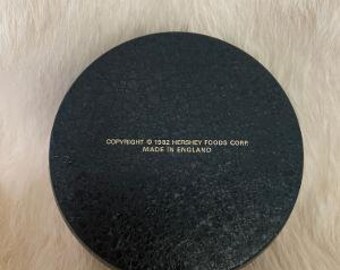 COPYRIGHT © 1982 HERSHEY FOODS CORP.
MADE IN ENGLAND